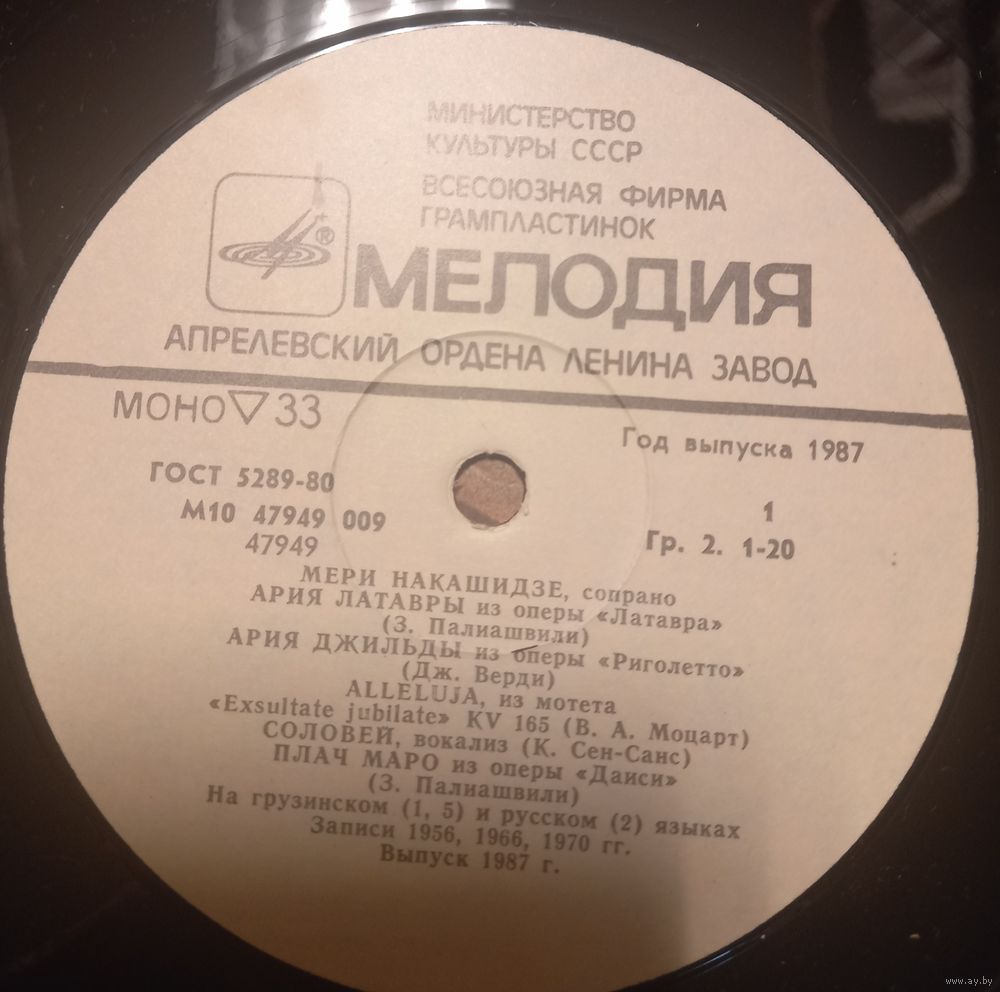 МИНИСТЕРСТВО
КУЛЬТУРЫ СССР
ВСЕСОЮЗНАЯ ФИРМА
ГРАМПЛАСТИНОК
®
МЕЛОДИЯ
АПРЕЛЕВСКИЙ ОРДЕНА ЛЕНИНА ЗАВОД
МОНО ▽ 33
Год выпуска 1987
ГОСТ 5289-80
М10 47949 009
47949
1
Гр. 2. 1-20
МЕРИ НАКАШИДЗЕ, сопрано
АРИЯ ЛАТАВРЫ из оперы «Латавра»
(З. Палиашвили)
АРИЯ ДЖИЛЬДЫ из оперы «Риголетто»
(Дж. Верди)
ALLELUJA, из мотета
«Exsultate jubilate» KV 165 (В. А. Моцарт)
СОЛОВЕЙ, вокализ (К. Сен-Санс)
ПЛАЧ МАРО из оперы «Даиси»
(З. Палиашвили)
На грузинском (1, 5) и русском (2) языках
Записи 1956, 1966, 1970 гг.
Выпуск 1987 г.
www.ay.by